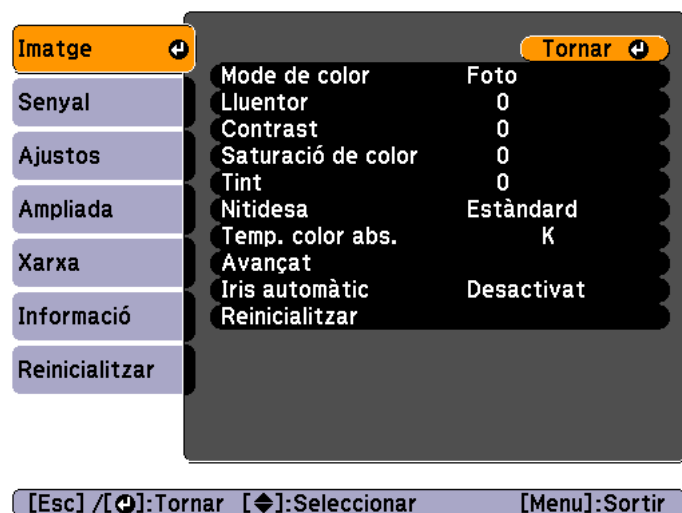 Imatge
Senyal
Ajustos
Ampliada
Xarxa
Informació
Reinicialitzar
Tornar
Mode de color Foto
Lluentor 0
Contrast 0
Saturació de color 0
Tint 0
Nitidesa Estàndard
Temp. color abs. K
Avançat
Iris automàtic Desactivat
Reinicialitzar
[Esc] /[⏎]:Tornar [◆]:Seleccionar [Menu]:Sortir